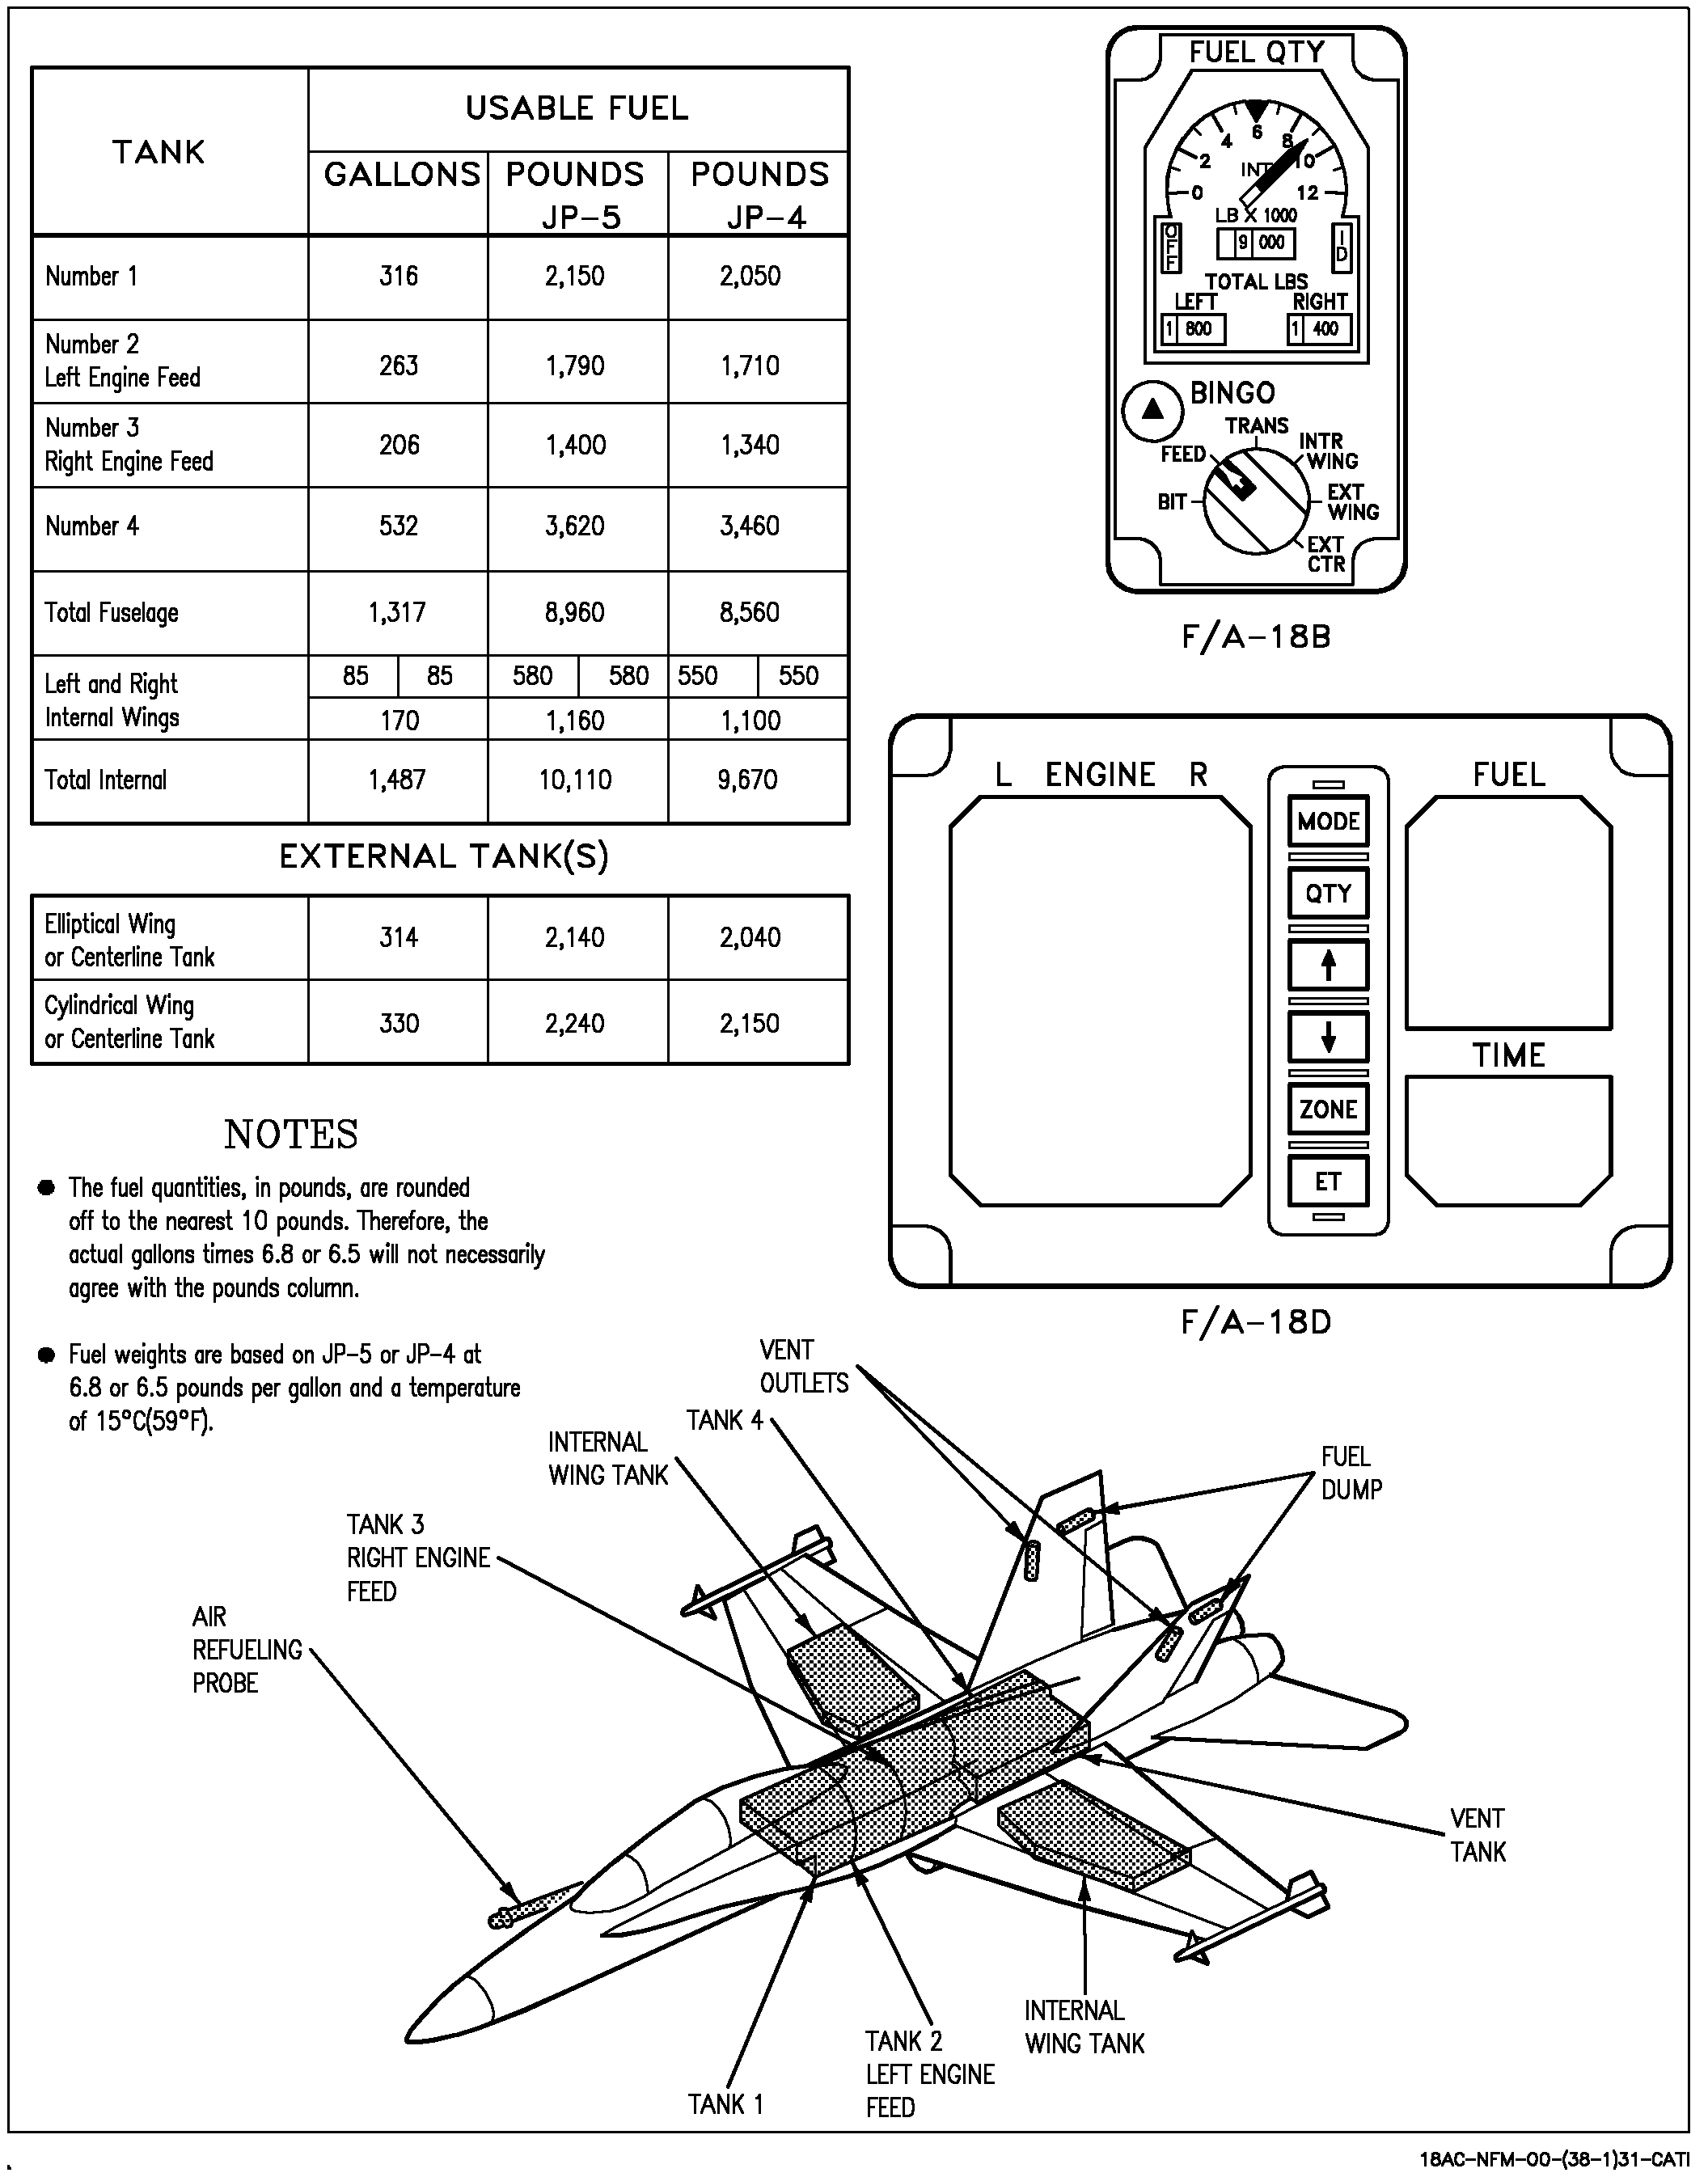 TANK
USABLE FUEL
GALLONS
POUNDS
JP-5
POUNDS
JP-4
Number 1
316
2,150
2,050
Number 2
Left Engine Feed
263
1,790
1,710
Number 3
Right Engine Feed
206
1,400
1,340
Number 4
532
3,620
3,460
Total Fuselage
1,317
8,960
8,560
Left and Right
Internal Wings
85
85
580
580
550
550
170
1,160
1,100
Total Internal
1,487
10,110
9,670
EXTERNAL TANK(S)
Elliptical Wing
or Centerline Tank
314
2,140
2,040
Cylindrical Wing
or Centerline Tank
330
2,240
2,150
NOTES
● The fuel quantities, in pounds, are rounded
off to the nearest 10 pounds. Therefore, the
actual gallons times 6.8 or 6.5 will not necessarily
agree with the pounds column.
● Fuel weights are based on JP-5 or JP-4 at
6.8 or 6.5 pounds per gallon and a temperature
of 15°C(59°F).
FUEL QTY
0
2
4
6
8
10
12
INT
LB X 1000
9 000
OFF
ID
TOTAL LBS
LEFT
RIGHT
1 800
1 400
BINGO
TRANS
FEED
INTR
WING
BIT
EXT
WING
EXT
CTR
F/A-18B
L ENGINE R
FUEL
MODE
QTY
↑
↓
ZONE
ET
TIME
F/A-18D
VENT
OUTLETS
TANK 4
INTERNAL
WING TANK
FUEL
DUMP
TANK 3
RIGHT ENGINE
FEED
AIR
REFUELING
PROBE
VENT
TANK
INTERNAL
WING TANK
TANK 2
LEFT ENGINE
FEED
TANK 1
18AC-NFM-00-(38-1)31-CATI